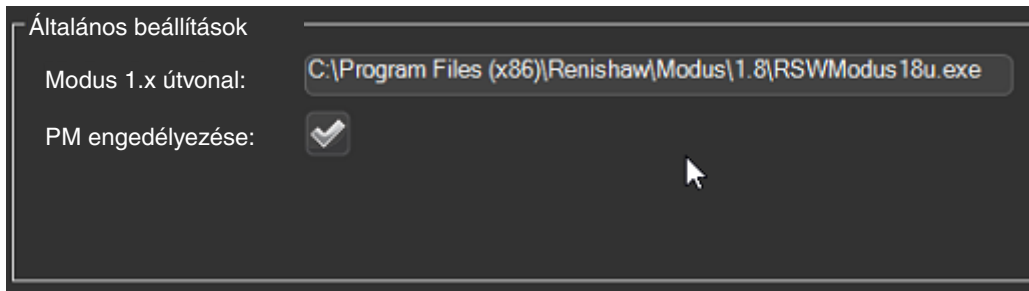 Általános beállítások
Modus 1.x útvonal: C:\Program Files (x86)\Renishaw\Modus\1.8\RSWModus18u.exe
PM engedélyezése: